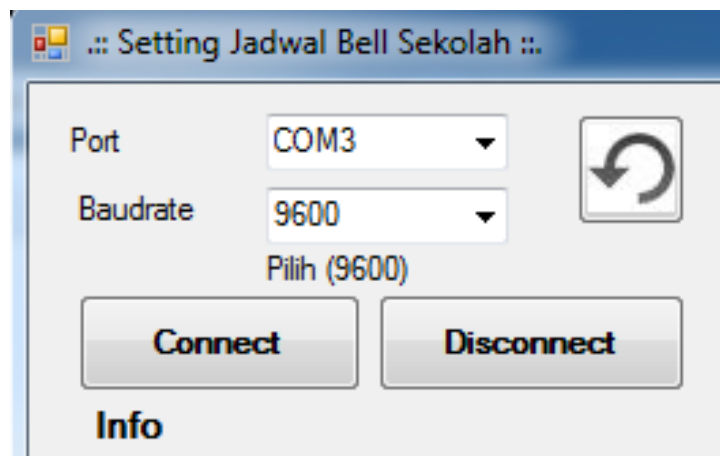 .:: Setting Jadwal Bell Sekolah ::.
Port COM3
Baudrate 9600
Pilih (9600)
Connect Disconnect
Info